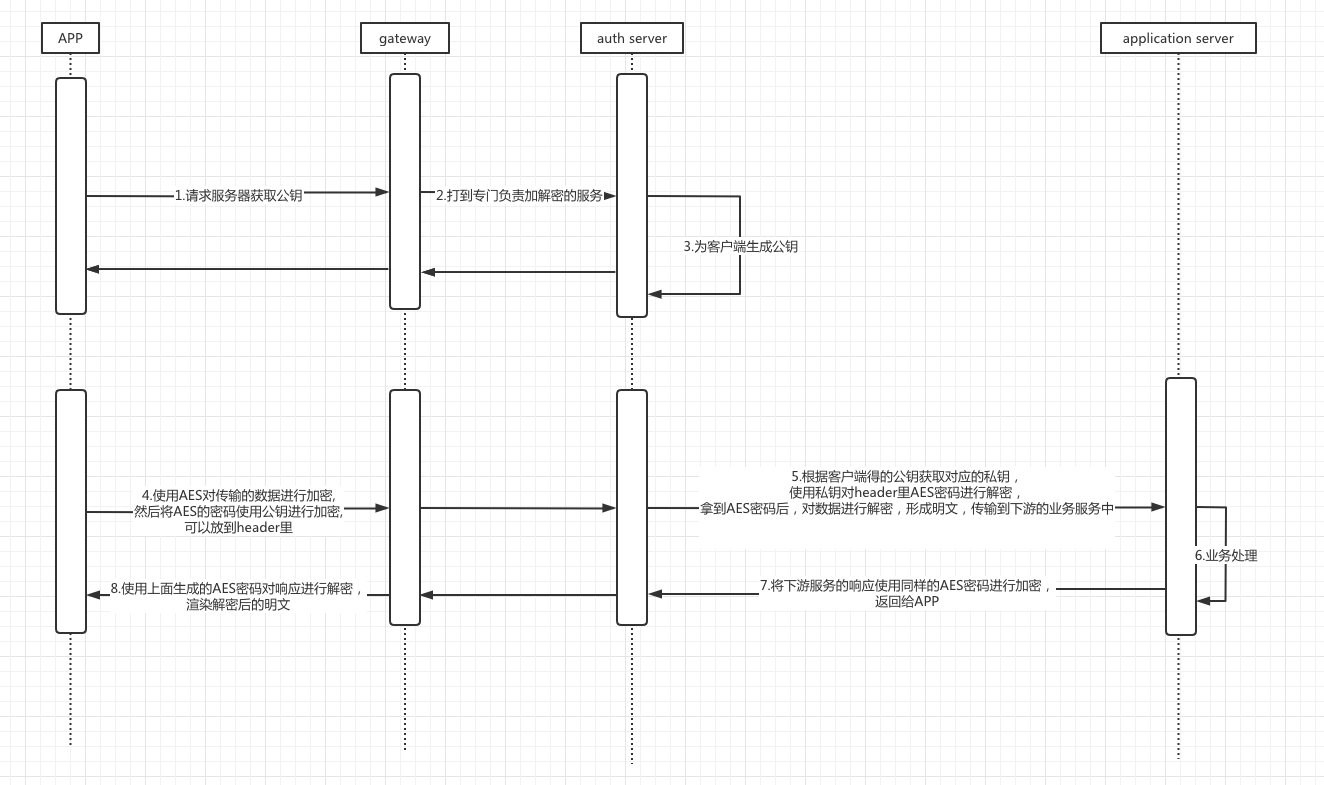 APP
gateway
auth server
application server
1.请求服务器获取公钥
2.打到专门负责加解密的服务
3.为客户端生成公钥
4.使用AES对传输的数据进行加密,
然后将AES的密码使用公钥进行加密,
可以放到header里
5.根据客户端得的公钥获取对应的私钥，
使用私钥对header里AES密码进行解密，
拿到AES密码后，对数据进行解密，形成明文，传输到下游的业务服务中
6.业务处理
7.将下游服务的响应使用同样的AES密码进行加密，
返回给APP
8.使用上面生成的AES密码对响应进行解密，
渲染解密后的明文